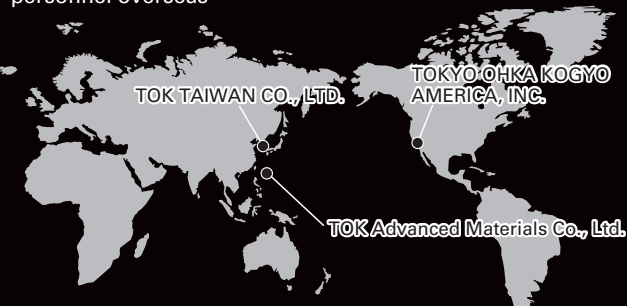 personnel overseas
TOK TAIWAN CO., LTD.
TOKYO OHKA KOGYO
AMERICA, INC.
TOK Advanced Materials Co., Ltd.